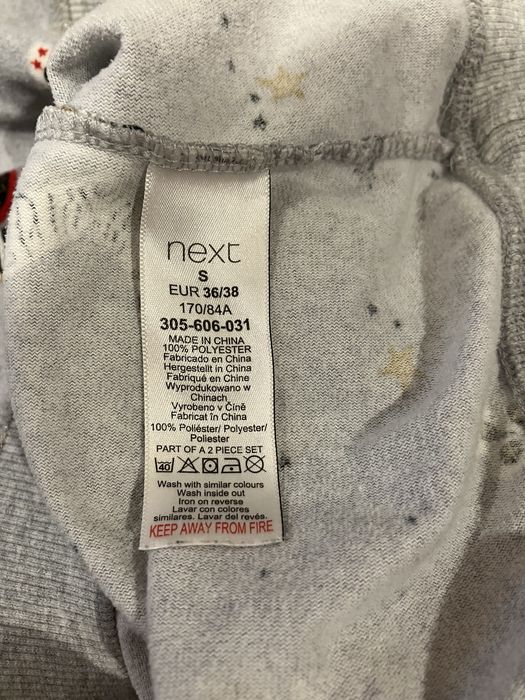 next
S
EUR 36/38
170/84A
305-606-031
MADE IN CHINA
100% POLYESTER
Fabricado en China
Hergestellt in China
Fabriqué en Chine
Wyprodukowano w
Chinach
Vyrobeno v Číně
Fabricat în China
100% Poliéster/ Polyester/
Poliester
PART OF A 2 PIECE SET
40
Wash with similar colours
Wash inside out
Iron on reverse
Lavar con colores
similares. Lavar del revés.
KEEP AWAY FROM FIRE